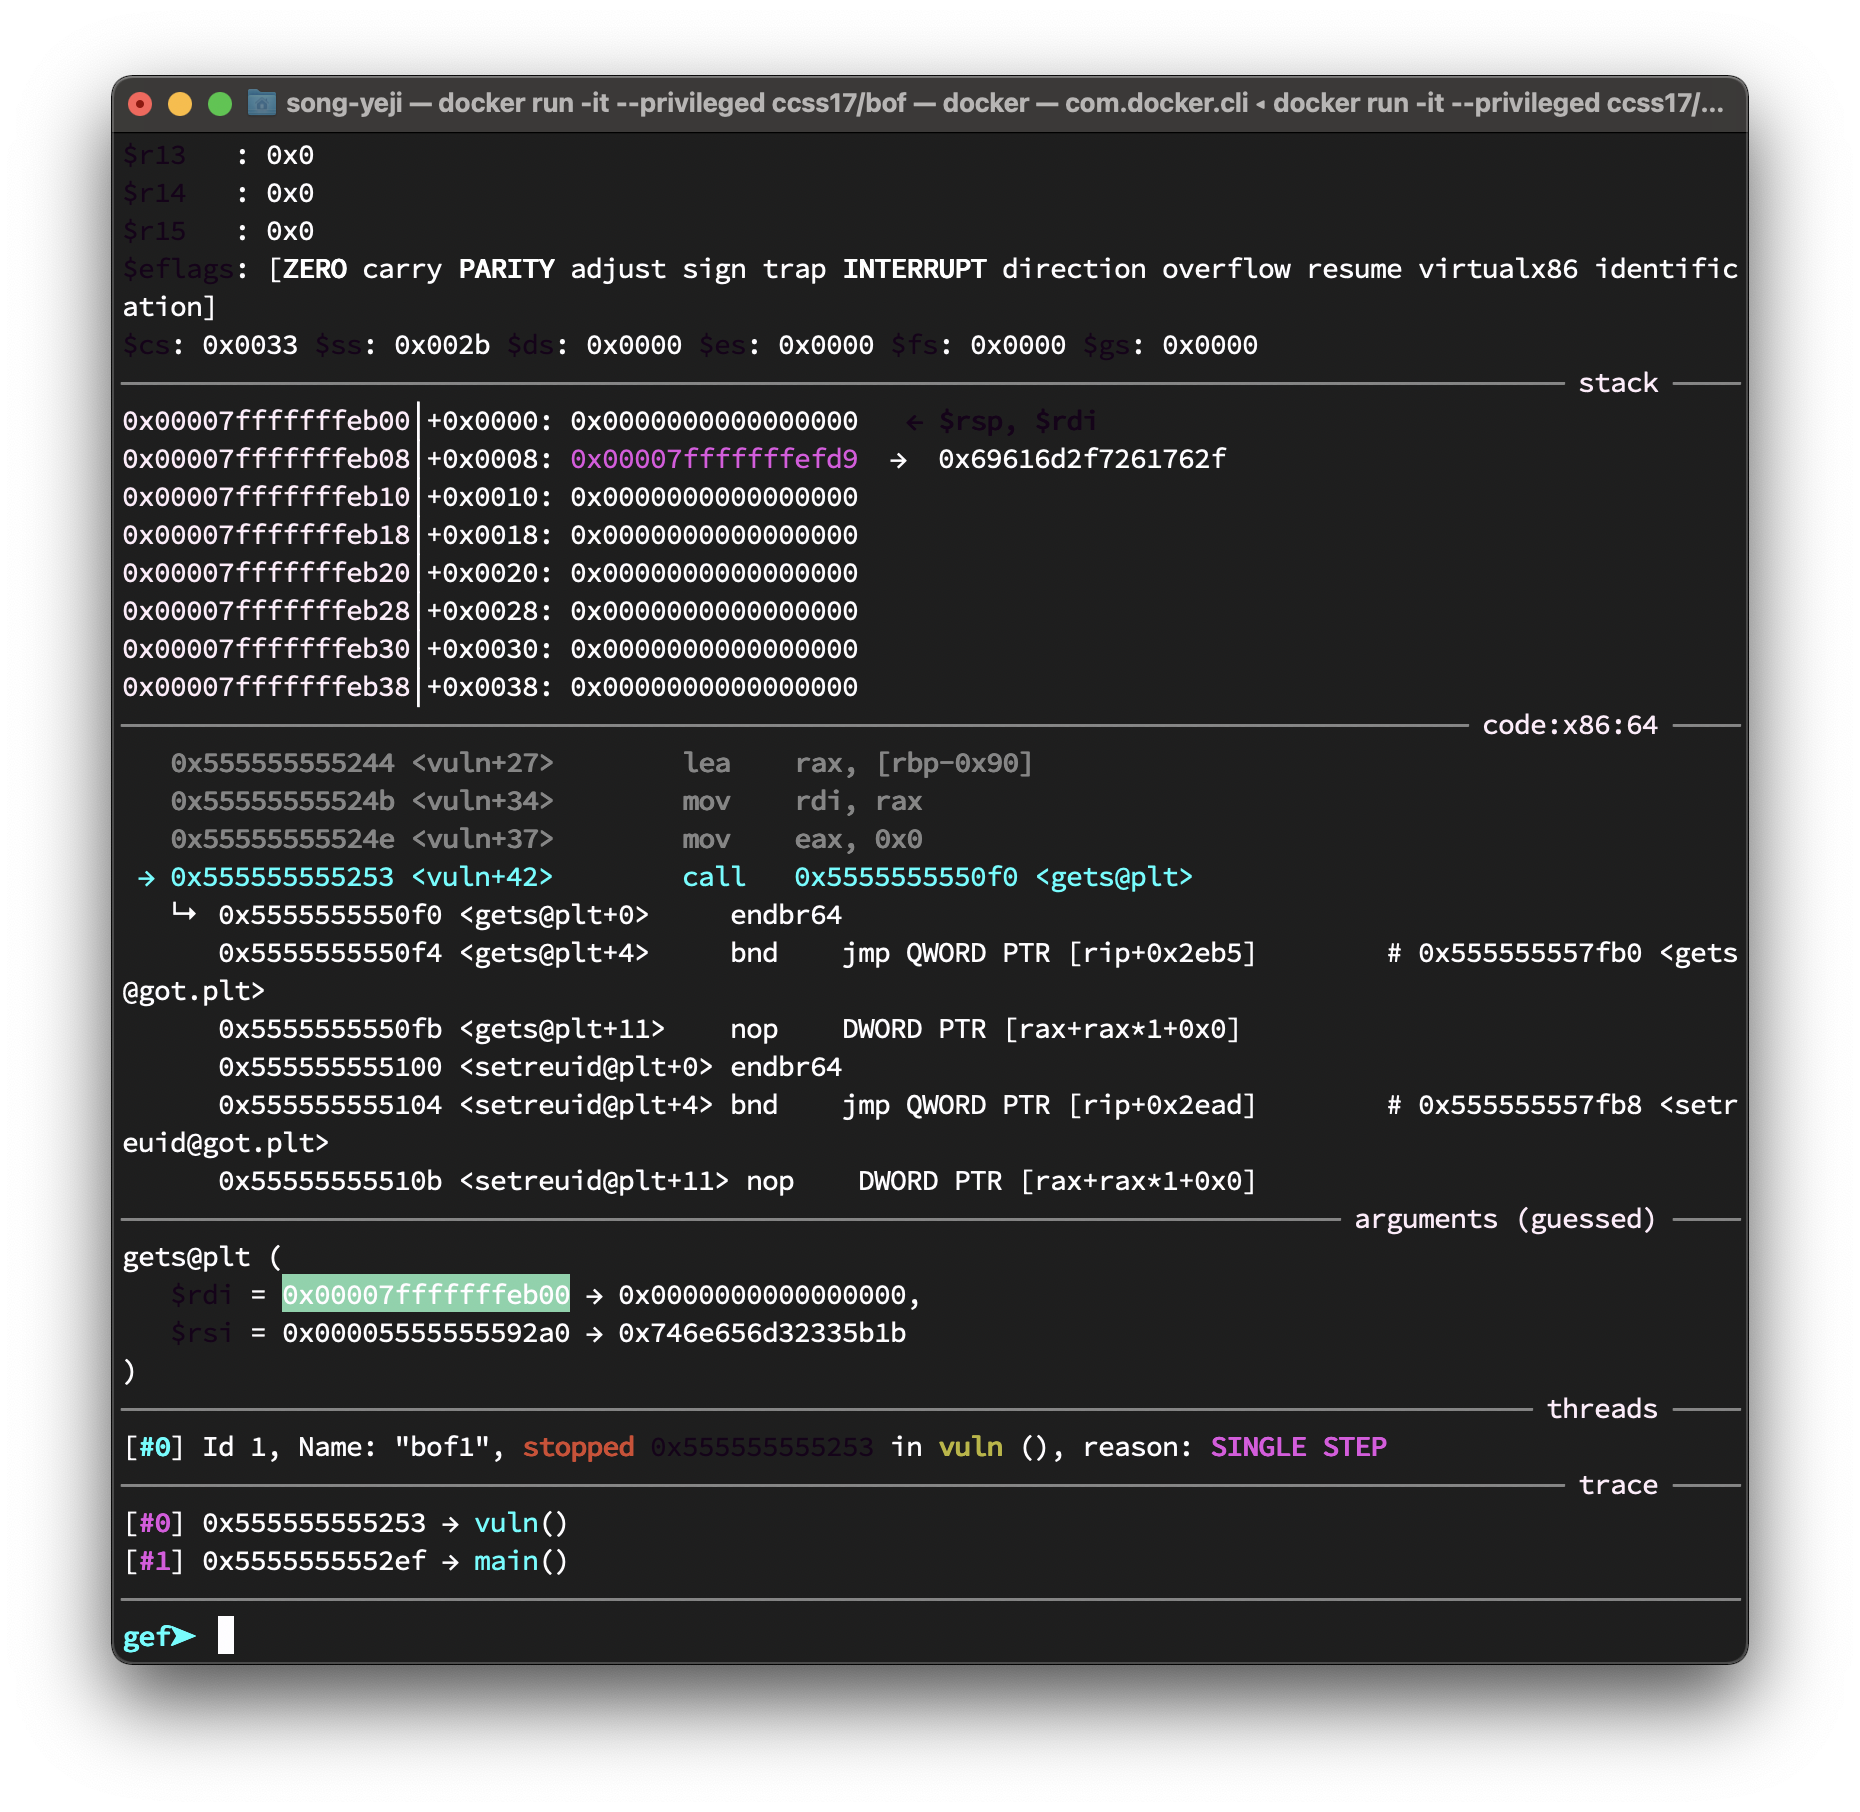 song-yeji — docker run -it --privileged ccss17/bof — docker — com.docker.cli ◂ docker run -it --privileged ccss17/...
$r13   : 0x0
$r14   : 0x0
$r15   : 0x0
$eflags: [ZERO carry PARITY adjust sign trap INTERRUPT direction overflow resume virtualx86 identific
ation]
$cs: 0x0033 $ss: 0x002b $ds: 0x0000 $es: 0x0000 $fs: 0x0000 $gs: 0x0000
stack
0x00007fffffffeb00│+0x0000: 0x0000000000000000   ← $rsp, $rdi
0x00007fffffffeb08│+0x0008: 0x00007fffffffefd9  →  0x69616d2f7261762f
0x00007fffffffeb10│+0x0010: 0x0000000000000000
0x00007fffffffeb18│+0x0018: 0x0000000000000000
0x00007fffffffeb20│+0x0020: 0x0000000000000000
0x00007fffffffeb28│+0x0028: 0x0000000000000000
0x00007fffffffeb30│+0x0030: 0x0000000000000000
0x00007fffffffeb38│+0x0038: 0x0000000000000000
code:x86:64
0x555555555244 <vuln+27>        lea    rax, [rbp-0x90]
0x55555555524b <vuln+34>        mov    rdi, rax
0x55555555524e <vuln+37>        mov    eax, 0x0
→ 0x555555555253 <vuln+42>        call   0x5555555550f0 <gets@plt>
↳ 0x5555555550f0 <gets@plt+0>     endbr64
0x5555555550f4 <gets@plt+4>     bnd    jmp QWORD PTR [rip+0x2eb5]        # 0x555555557fb0 <gets
@got.plt>
0x5555555550fb <gets@plt+11>    nop    DWORD PTR [rax+rax*1+0x0]
0x555555555100 <setreuid@plt+0> endbr64
0x555555555104 <setreuid@plt+4> bnd    jmp QWORD PTR [rip+0x2ead]        # 0x555555557fb8 <setr
euid@got.plt>
0x55555555510b <setreuid@plt+11> nop    DWORD PTR [rax+rax*1+0x0]
arguments (guessed)
gets@plt (
$rdi = 0x00007fffffffeb00 → 0x0000000000000000,
$rsi = 0x00005555555592a0 → 0x746e656d32335b1b
)
threads
[#0] Id 1, Name: "bof1", stopped 0x555555555253 in vuln (), reason: SINGLE STEP
trace
[#0] 0x555555555253 → vuln()
[#1] 0x5555555552ef → main()
gef➤